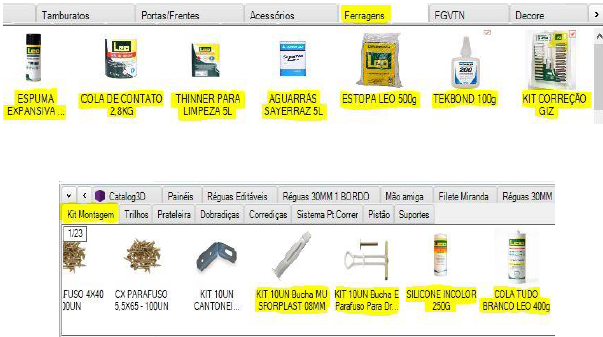 Tamburatos Portas/Frentes Acessórios Ferragens FGVTN Decore
ESPUMA EXPANSIVA ...
COLA DE CONTATO 2,8KG
THINNER PARA LIMPEZA 5L
AGUARRÁS SAYERRAZ 5L
ESTOPA LEO 500g
TEKBOND 100g
KIT CORREÇÃO GIZ
Catalog3D Painéis Réguas Editáveis Réguas 30MM 1 BORDO Mão amiga Filete Miranda Réguas 30MM
Kit Montagem Trilhos Prateleira Dobradiças Corrediças Sistema Pt Correr Pistão Suportes
1/23
FUSO 4X40 00UN
CX PARAFUSO 5,5X65 - 100UN
KIT 10UN CANTONEI...
KIT 10UN Bucha MU SFORPLAST 08MM
KIT 10UN Bucha E Parafuso Para Dr...
SILICONE INCOLOR 250G
COLA TUDO BRANCO LEO 400g